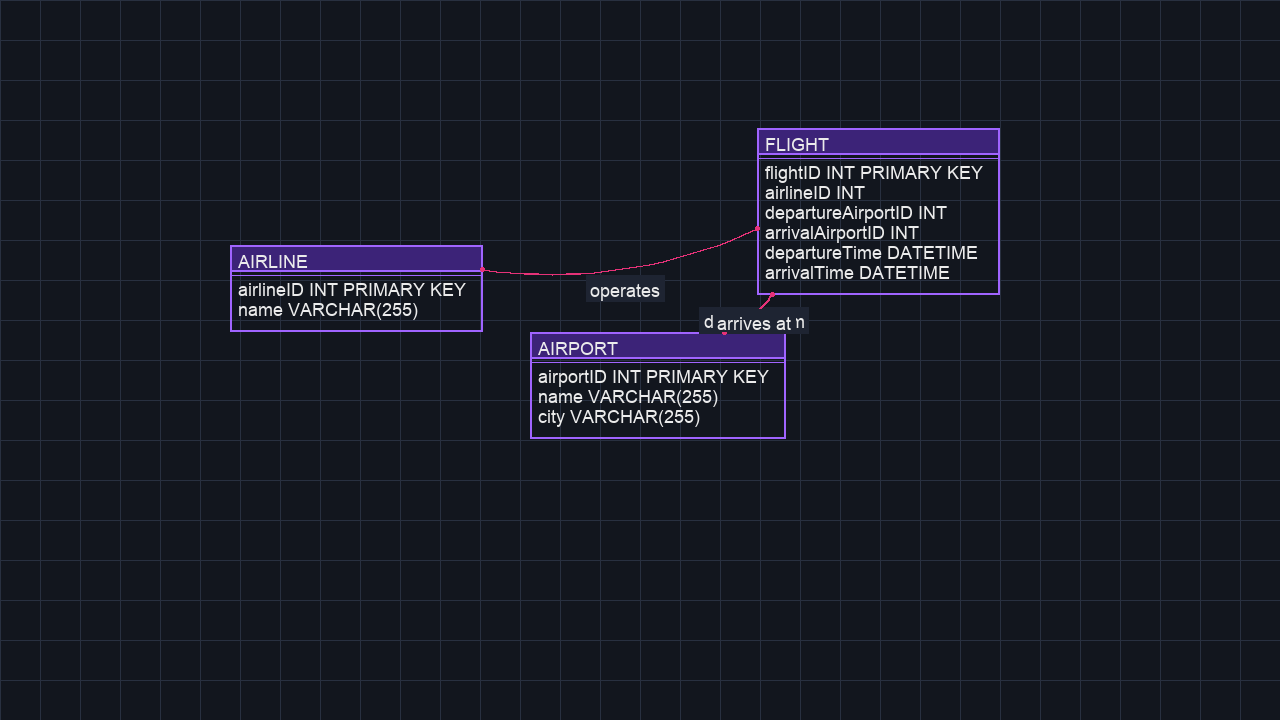 FLIGHT
flightID INT PRIMARY KEY
airlineID INT
departureAirportID INT
arrivalAirportID INT
departureTime DATETIME
arrivalTime DATETIME
AIRLINE
airlineID INT PRIMARY KEY
name VARCHAR(255)
operates
arrives at
AIRPORT
airportID INT PRIMARY KEY
name VARCHAR(255)
city VARCHAR(255)